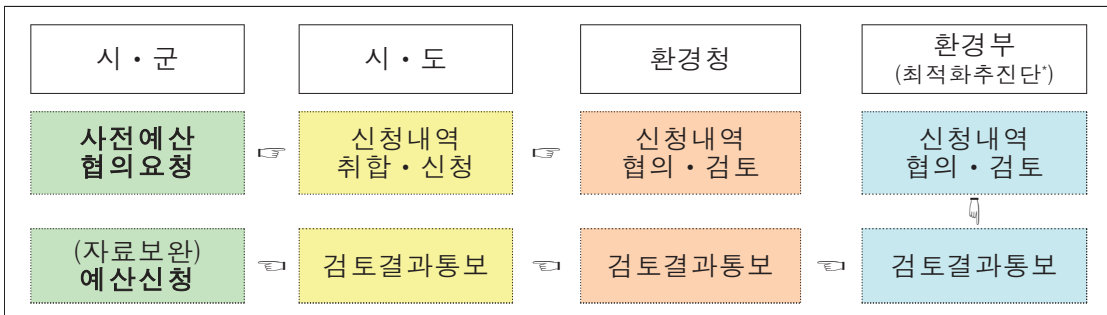 시・군
시・도
환경청
환경부
(최적화추진단*)
사전예산
협의요청
☞
신청내역
취합・신청
☞
신청내역
협의・검토
신청내역
협의・검토
☟
(자료보완)
예산신청
☜
검토결과통보
☜
검토결과통보
☜
검토결과통보